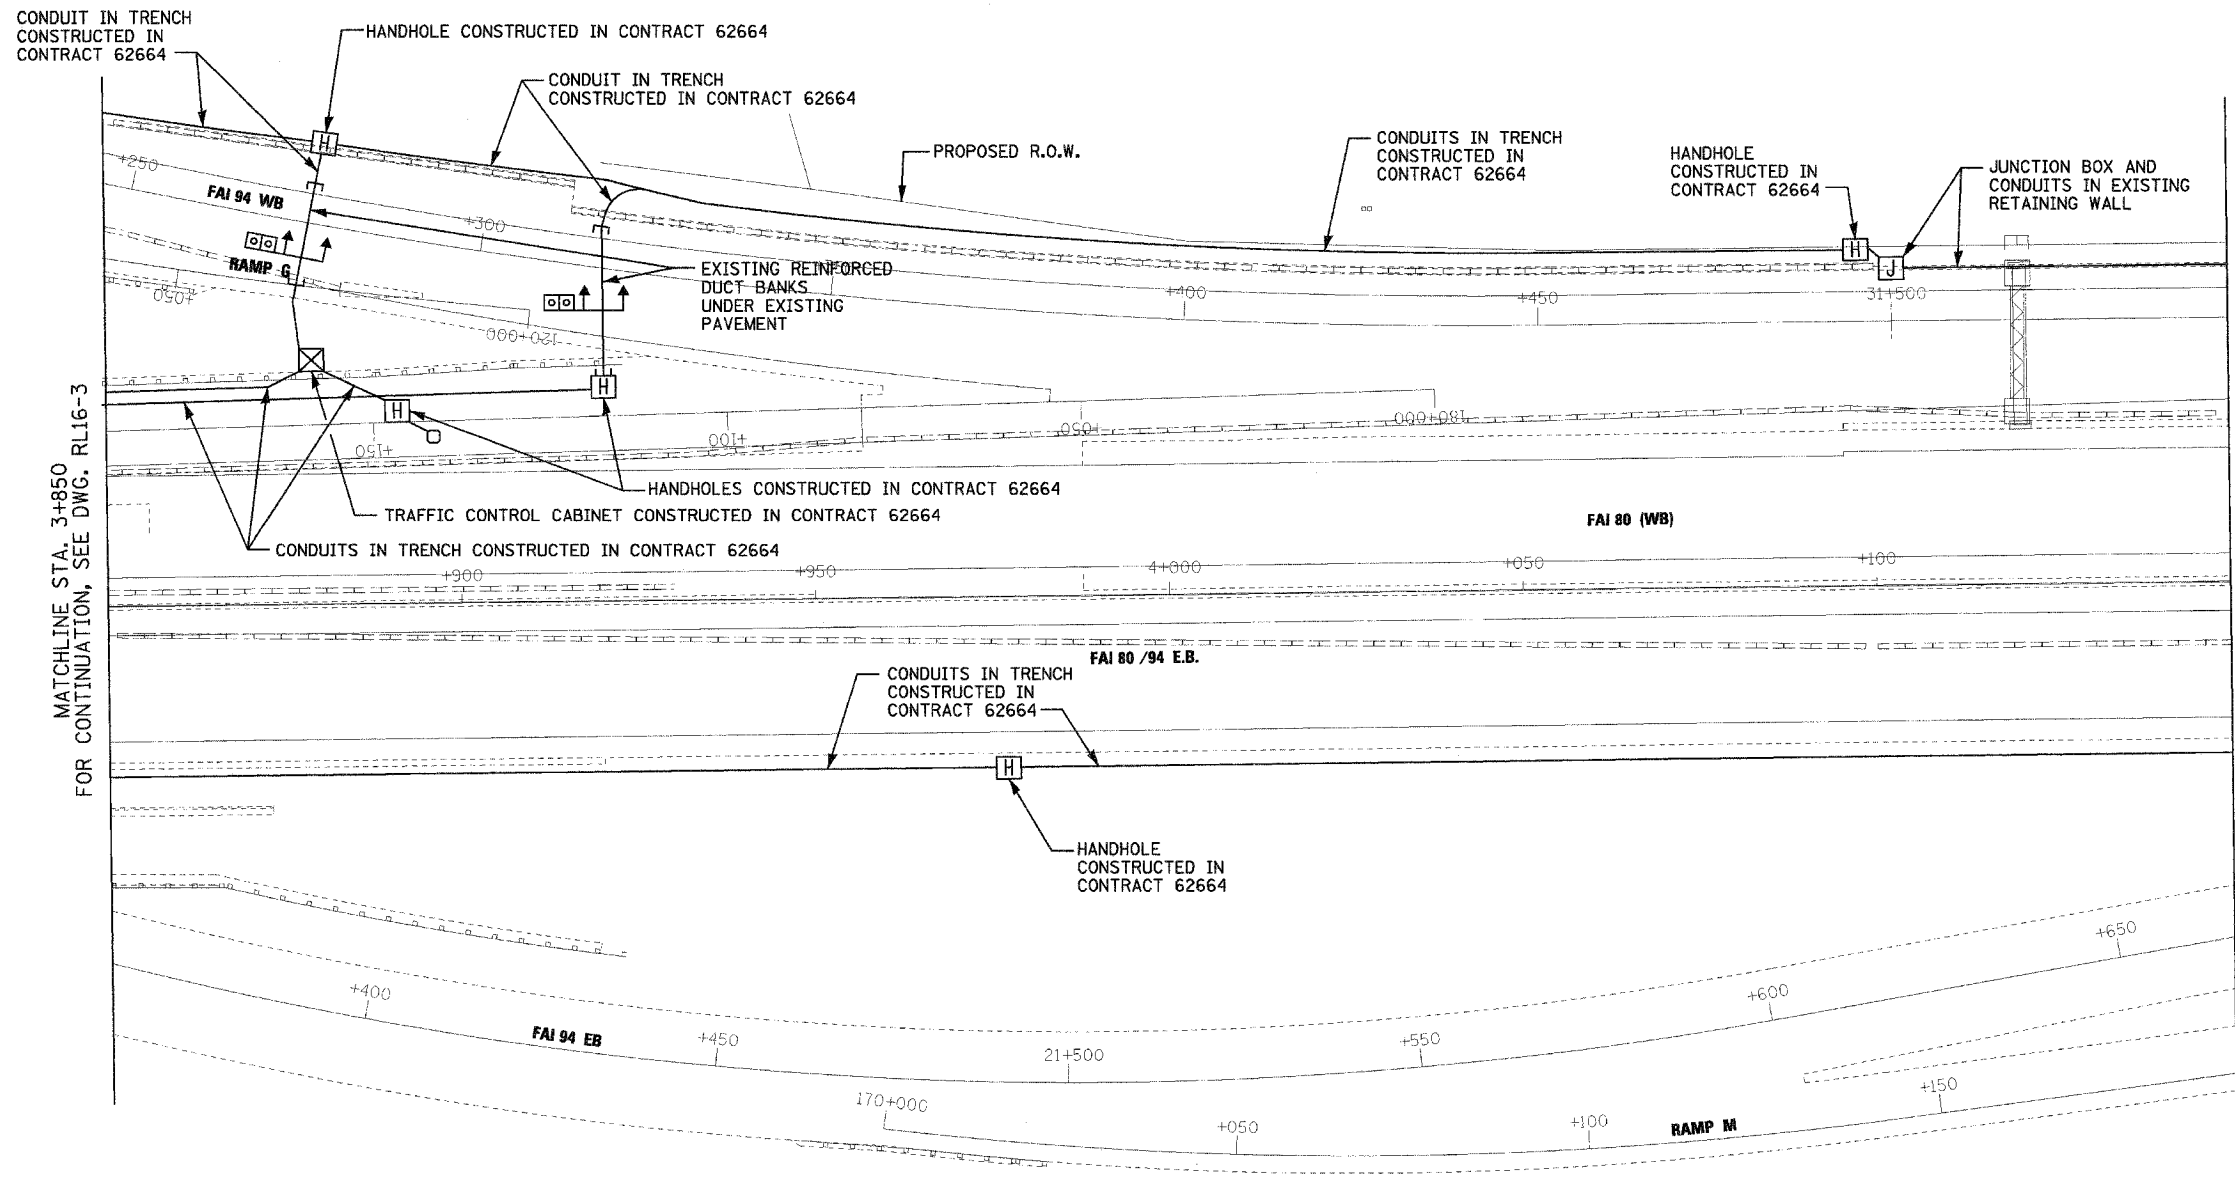 CONDUIT IN TRENCH
CONSTRUCTED IN
CONTRACT 62664
HANDHOLE CONSTRUCTED IN CONTRACT 62664
CONDUIT IN TRENCH
CONSTRUCTED IN CONTRACT 62664
PROPOSED R.O.W.
CONDUITS IN TRENCH
CONSTRUCTED IN
CONTRACT 62664
HANDHOLE
CONSTRUCTED IN
CONTRACT 62664
JUNCTION BOX AND
CONDUITS IN EXISTING
RETAINING WALL
H
+250
FAI 94 WB
+300
H
J
RAMP G
+050
EXISTING REINFORCED
DUCT BANKS
UNDER EXISTING
PAVEMENT
+400
+450
31+500
120+000
H
H
+150
+100
+050
180+000
MATCHLINE STA. 3+850
FOR CONTINUATION, SEE DWG. RL16-3
HANDHOLES CONSTRUCTED IN CONTRACT 62664
TRAFFIC CONTROL CABINET CONSTRUCTED IN CONTRACT 62664
CONDUITS IN TRENCH CONSTRUCTED IN CONTRACT 62664
FAI 80 (WB)
+900
+950
4+000
+050
+100
FAI 80 /94 E.B.
CONDUITS IN TRENCH
CONSTRUCTED IN
CONTRACT 62664
H
HANDHOLE
CONSTRUCTED IN
CONTRACT 62664
+400
FAI 94 EB
+450
21+500
+550
+600
+650
170+000
+050
+100
RAMP M
+150